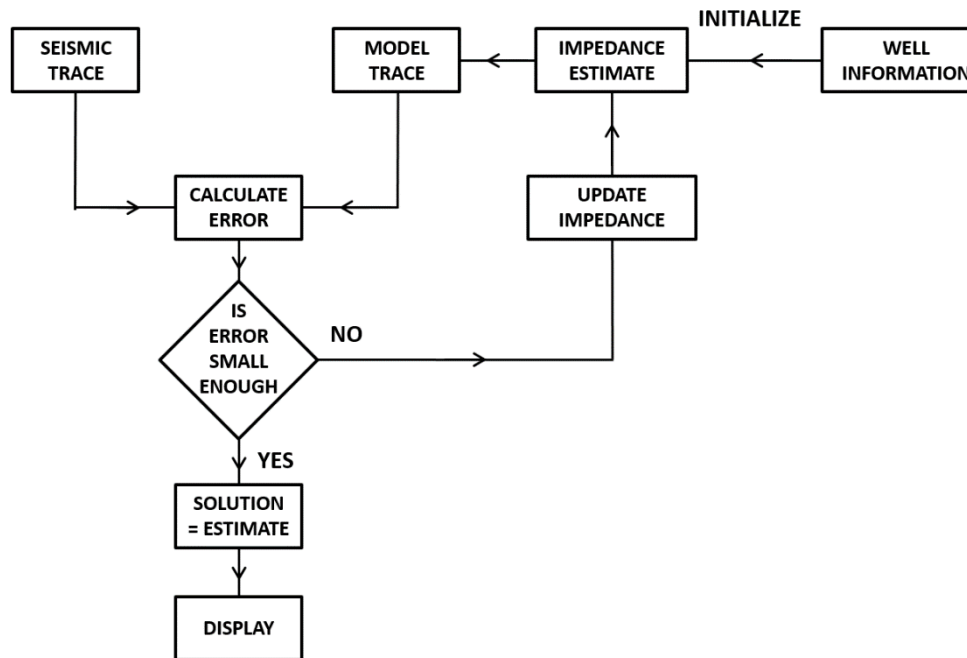 INITIALIZE
SEISMIC
TRACE
MODEL
TRACE
IMPEDANCE
ESTIMATE
WELL
INFORMATION
CALCULATE
ERROR
UPDATE
IMPEDANCE
IS
ERROR
SMALL
ENOUGH
NO
YES
SOLUTION
= ESTIMATE
DISPLAY